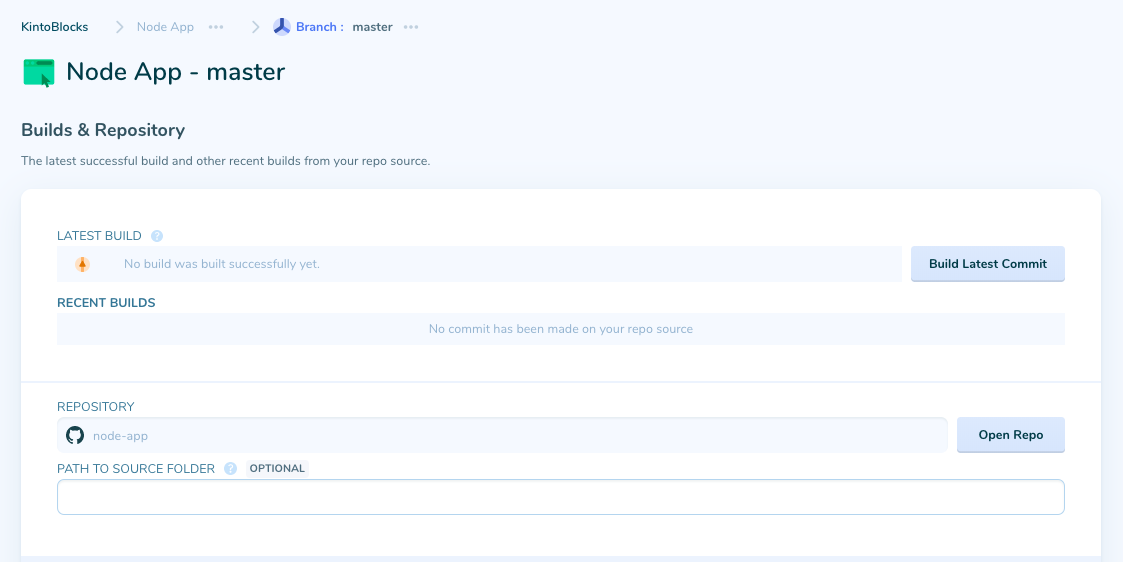 KintoBlocks Node App ••• Branch : master •••
Node App - master
Builds & Repository
The latest successful build and other recent builds from your repo source.
LATEST BUILD ?
No build was built successfully yet.
Build Latest Commit
RECENT BUILDS
No commit has been made on your repo source
REPOSITORY
node-app
Open Repo
PATH TO SOURCE FOLDER ? OPTIONAL